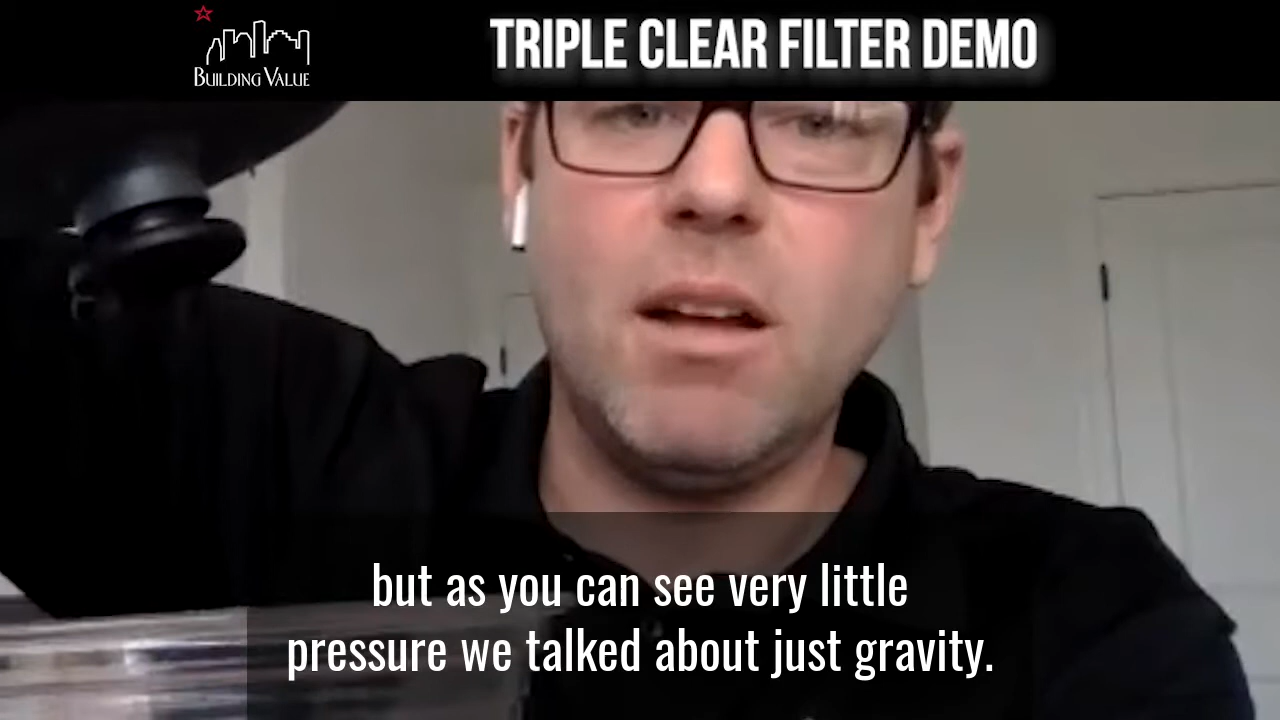 BUILDING VALUE
TRIPLE CLEAR FILTER DEMO
but as you can see very little
pressure we talked about just gravity.